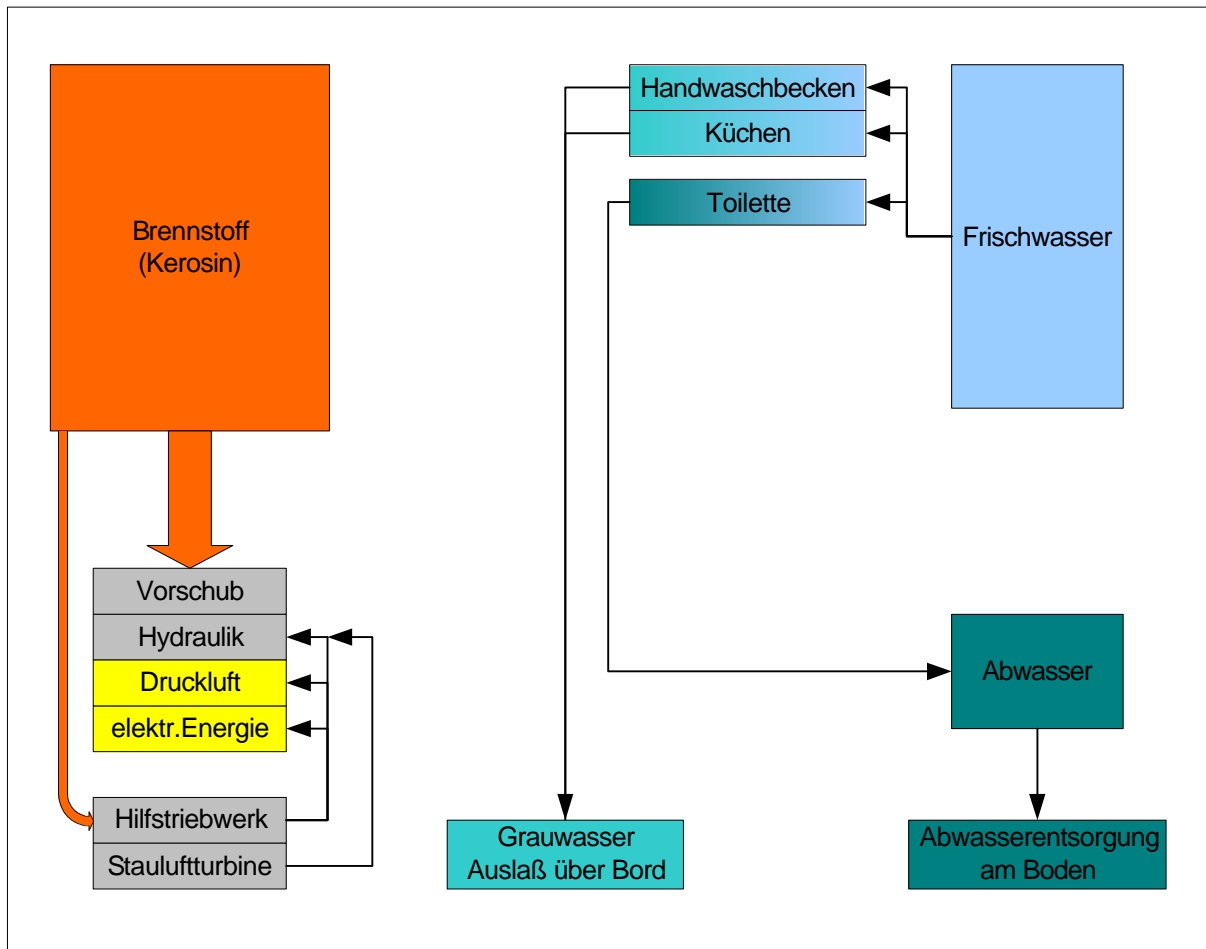 Brennstoff
(Kerosin)
Vorschub
Hydraulik
Druckluft
elektr.Energie
Hilfstriebwerk
Stauluftturbine
Handwaschbecken
Küchen
Toilette
Frischwasser
Abwasser
Grauwasser
Auslaß über Bord
Abwasserentsorgung
am Boden